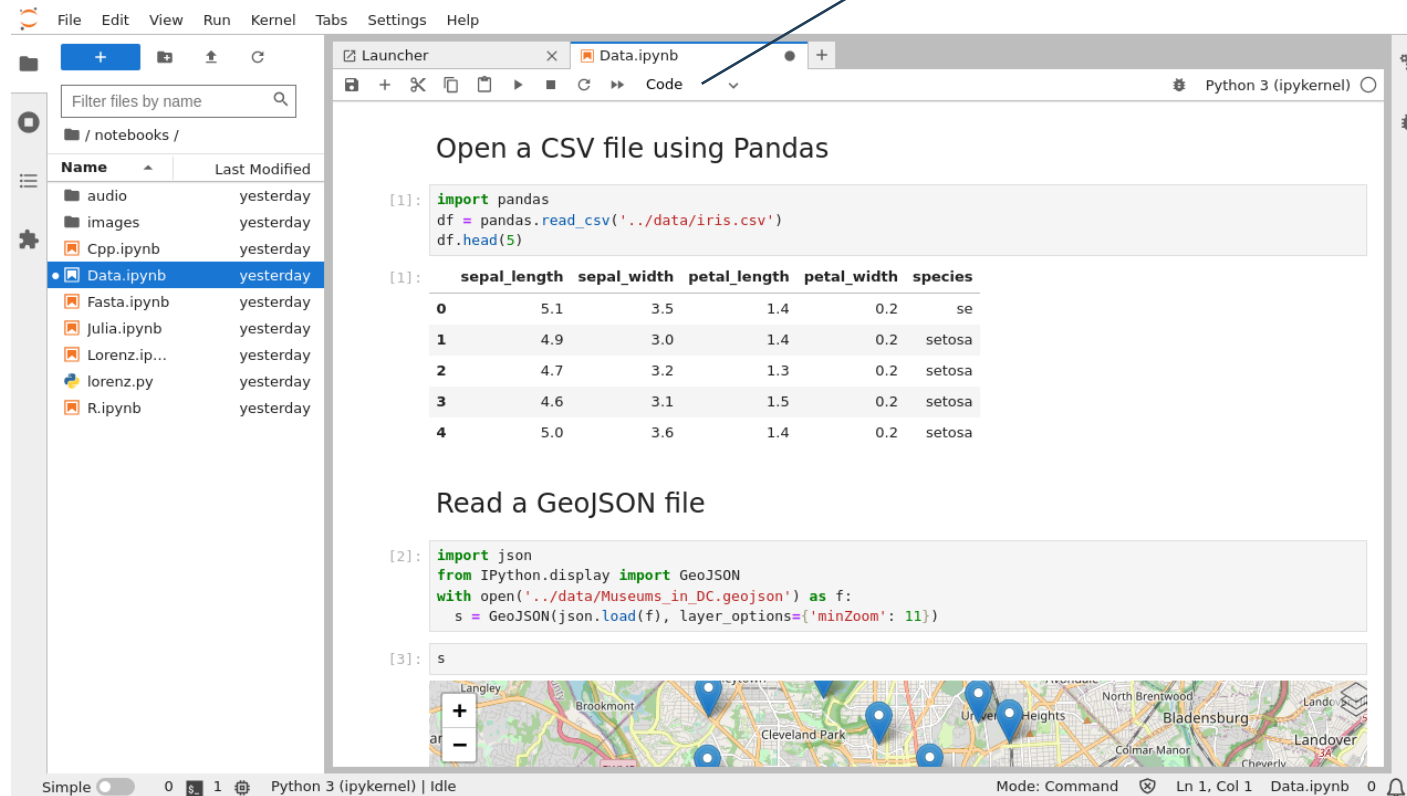 File Edit View Run Kernel Tabs Settings Help
+
Filter files by name
/ notebooks /
Name Last Modified
audio yesterday
images yesterday
Cpp.ipynb yesterday
Data.ipynb yesterday
Fasta.ipynb yesterday
Julia.ipynb yesterday
Lorenz.ip... yesterday
lorenz.py yesterday
R.ipynb yesterday
Launcher Data.ipynb +
+ Code Python 3 (ipykernel)
Open a CSV file using Pandas
[1]: import pandas
df = pandas.read_csv('../data/iris.csv')
df.head(5)
[1]: sepal_length sepal_width petal_length petal_width species
0 5.1 3.5 1.4 0.2 se
1 4.9 3.0 1.4 0.2 setosa
2 4.7 3.2 1.3 0.2 setosa
3 4.6 3.1 1.5 0.2 setosa
4 5.0 3.6 1.4 0.2 setosa
Read a GeoJSON file
[2]: import json
from IPython.display import GeoJSON
with open('../data/Museums_in_DC.geojson') as f:
s = GeoJSON(json.load(f), layer_options={'minZoom': 11})
[3]: s
Langley
North Brentwood
Brookmont
Bladensburg
Heights
Cleveland Park
Landover
Colmar Manor
Cheverly
+
−
Simple 0 1 Python 3 (ipykernel) | Idle Mode: Command Ln 1, Col 1 Data.ipynb 0